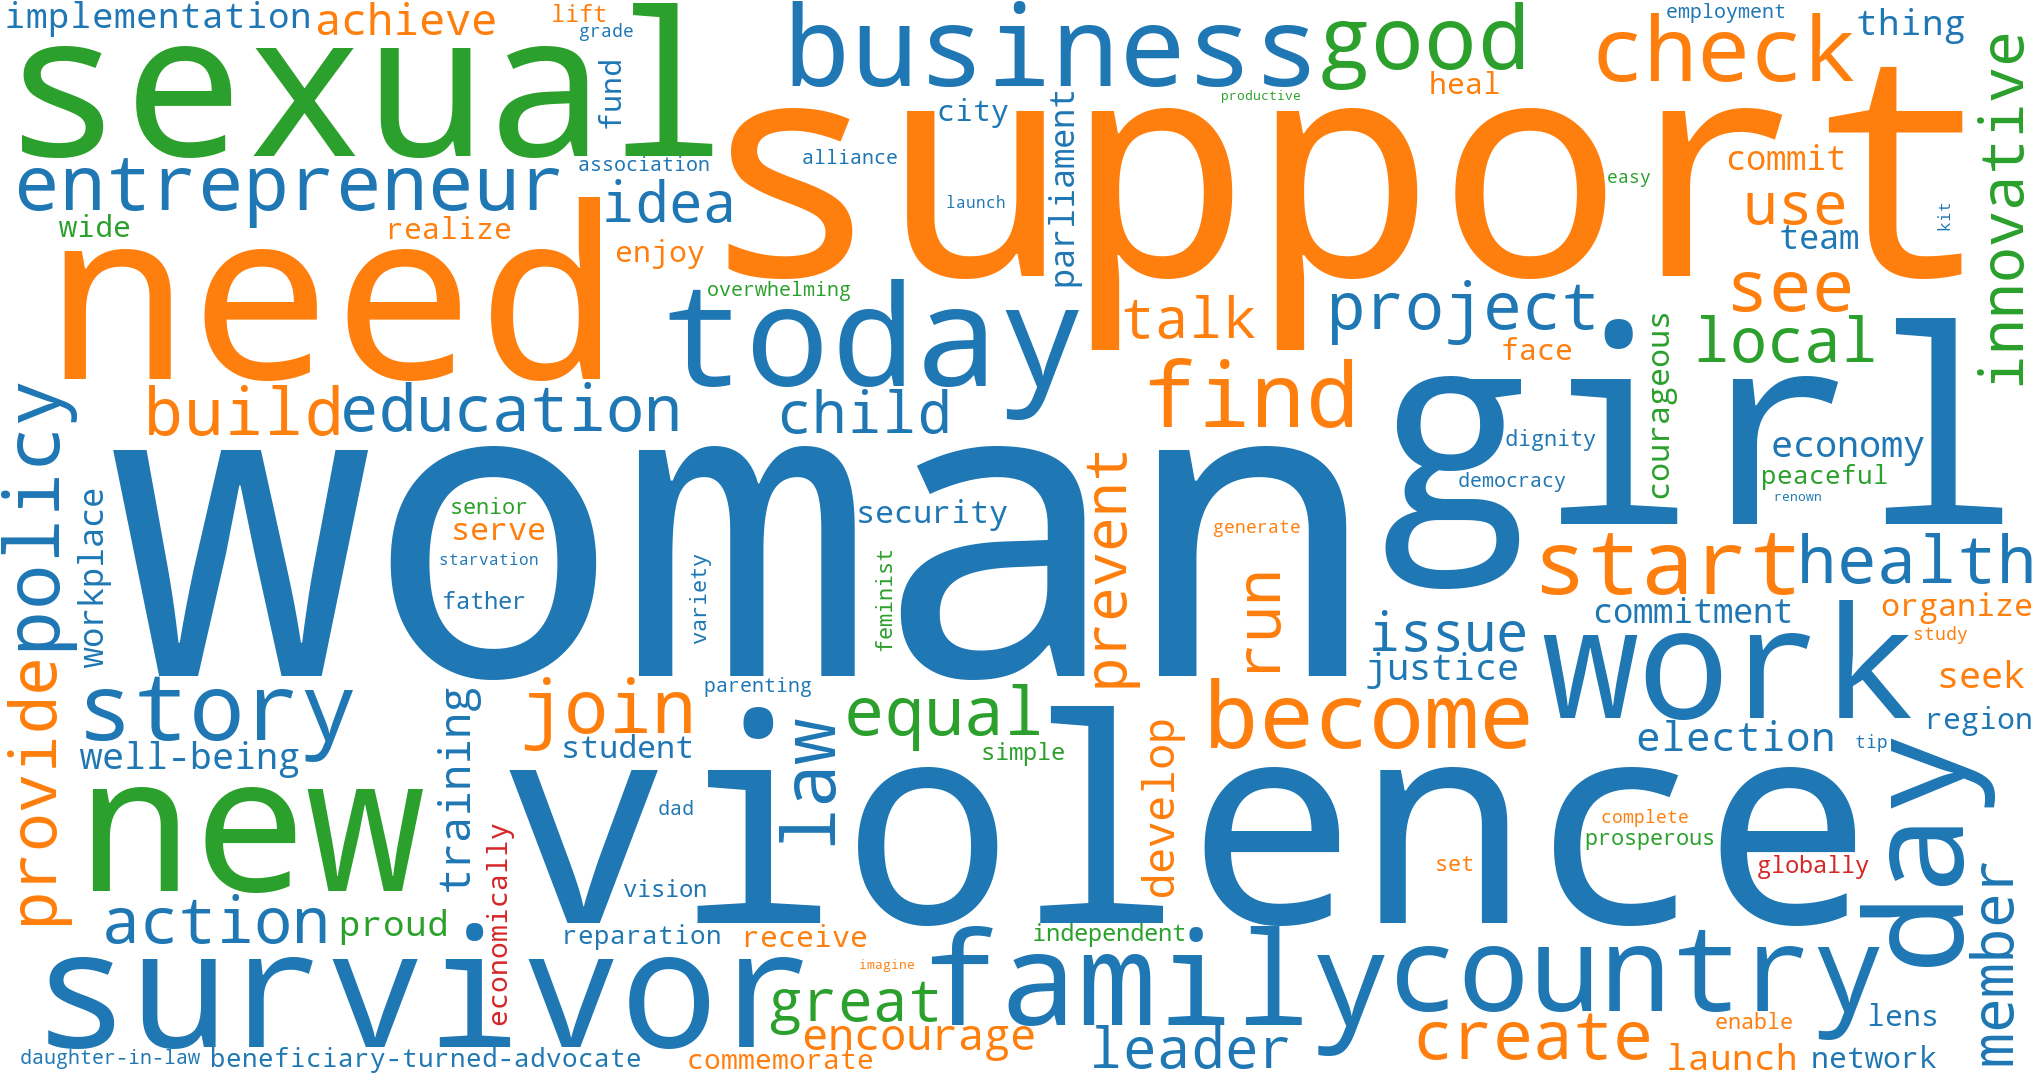 implementation
achieve
lift
grade
business
good
employment
check
thing
sexual
fund
city
productive
heal
support
innovative
entrepreneur
association
idea
alliance
launch
parliament
easy
commit
use
team
kit
wide
realize
enjoy
need
overwhelming
today
talk
project
face
see
local
courageous
girl
build
education
child
find
dignity
democracy
economy
peaceful
renown
policy
workplace
woman
senior
serve
starvation
father
variety
security
feminist
prevent
generate
run
start
health
issue
justice
commitment
organize
study
work
seek
region
provide
story
well-being
training
join
student
parenting
law
equal
simple
become
develop
election
tip
day
new
economically
violence
dad
vision
set
complete
prosperous
globally
member
action
proud
survivor
reparation
receive
imagine
independent
family
country
great
encourage
leader
create
enable
lens
launch
network
daughter-in-law
beneficiary-turned-advocate
commemorate